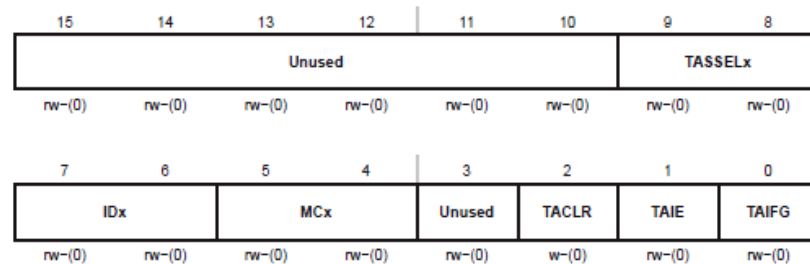 15 14 13 12 11 10 9 8
Unused TASSELx
rw−(0) rw−(0) rw−(0) rw−(0) rw−(0) rw−(0) rw−(0) rw−(0)
7 6 5 4 3 2 1 0
IDx MCx Unused TACLR TAIE TAIFG
rw−(0) rw−(0) rw−(0) rw−(0) rw−(0) w−(0) rw−(0) rw−(0)